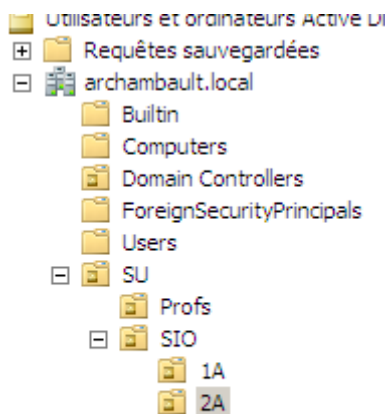 Utilisateurs et ordinateurs Active Di
Requêtes sauvegardées
archambault.local
Builtin
Computers
Domain Controllers
ForeignSecurityPrincipals
Users
SU
Profs
SIO
1A
2A